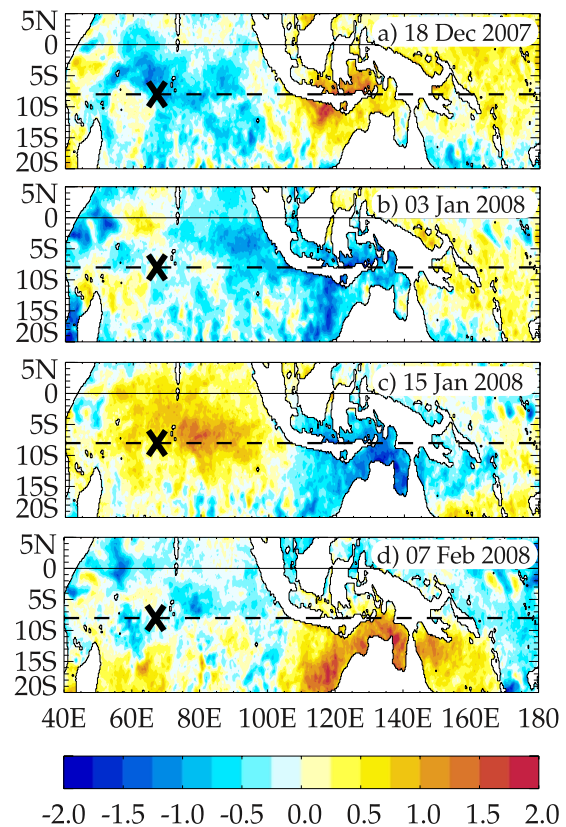 5N
0
5S
10S
15S
20S
a) 18 Dec 2007
5N
0
5S
10S
15S
20S
b) 03 Jan 2008
5N
0
5S
10S
15S
20S
c) 15 Jan 2008
5N
0
5S
10S
15S
20S
d) 07 Feb 2008
40E 60E 80E 100E 120E 140E 160E 180
-2.0 -1.5 -1.0 -0.5 0.0 0.5 1.0 1.5 2.0